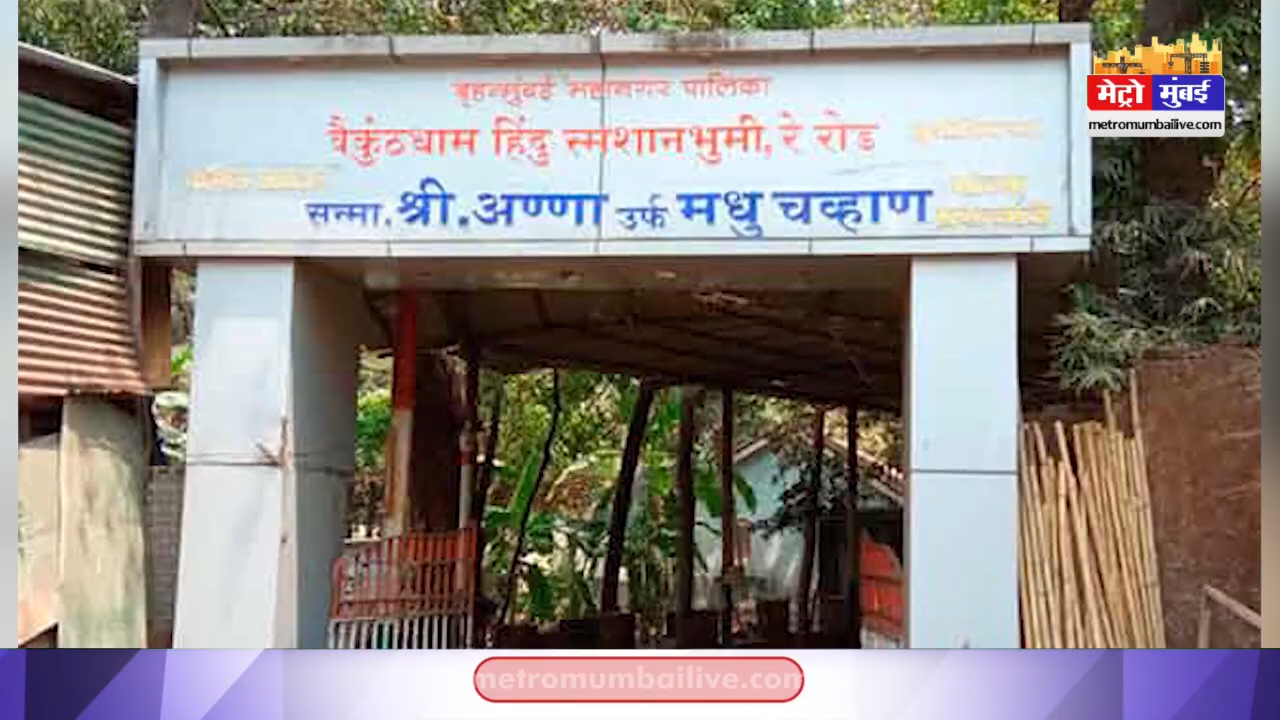 बृहन्मुंबई महानगर पालिका
वैकुंठधाम हिंदु स्मशानभुमी, रे रोड
सन्मा. श्री. अण्णा उर्फ मधु चव्हाण
मेट्रो मुंबई
metromumbailive.com
metromumbailive.com